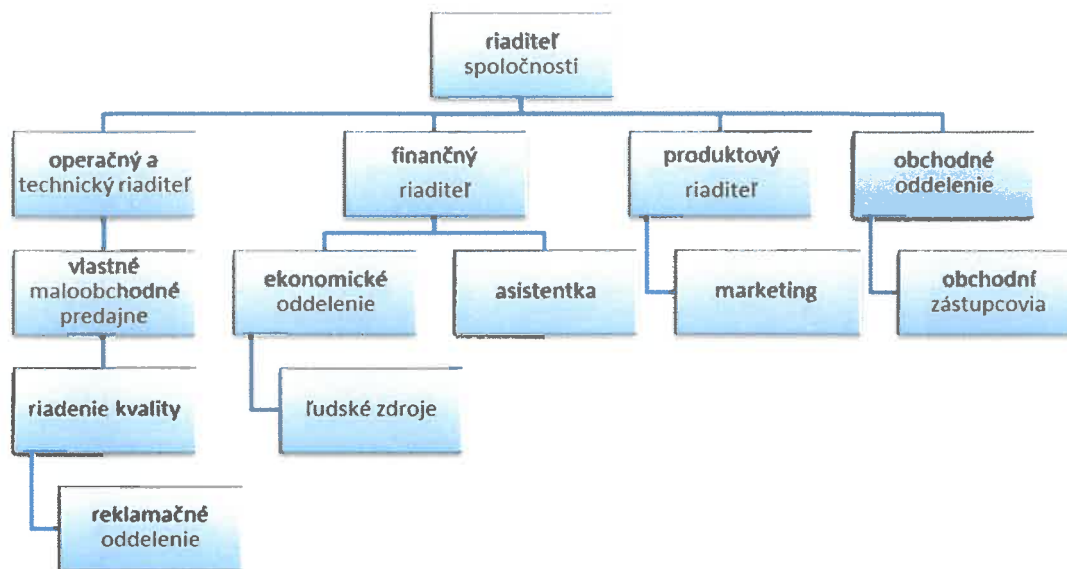 riaditeľ
spoločnosti
operačný a
technický riaditeľ
finančný
riaditeľ
produktový
riaditeľ
obchodné
oddelenie
vlastné
maloobchodné
predajne
ekonomické
oddelenie
asistentka
marketing
obchodní
zástupcovia
riadenie kvality
ľudské zdroje
reklamačné
oddelenie